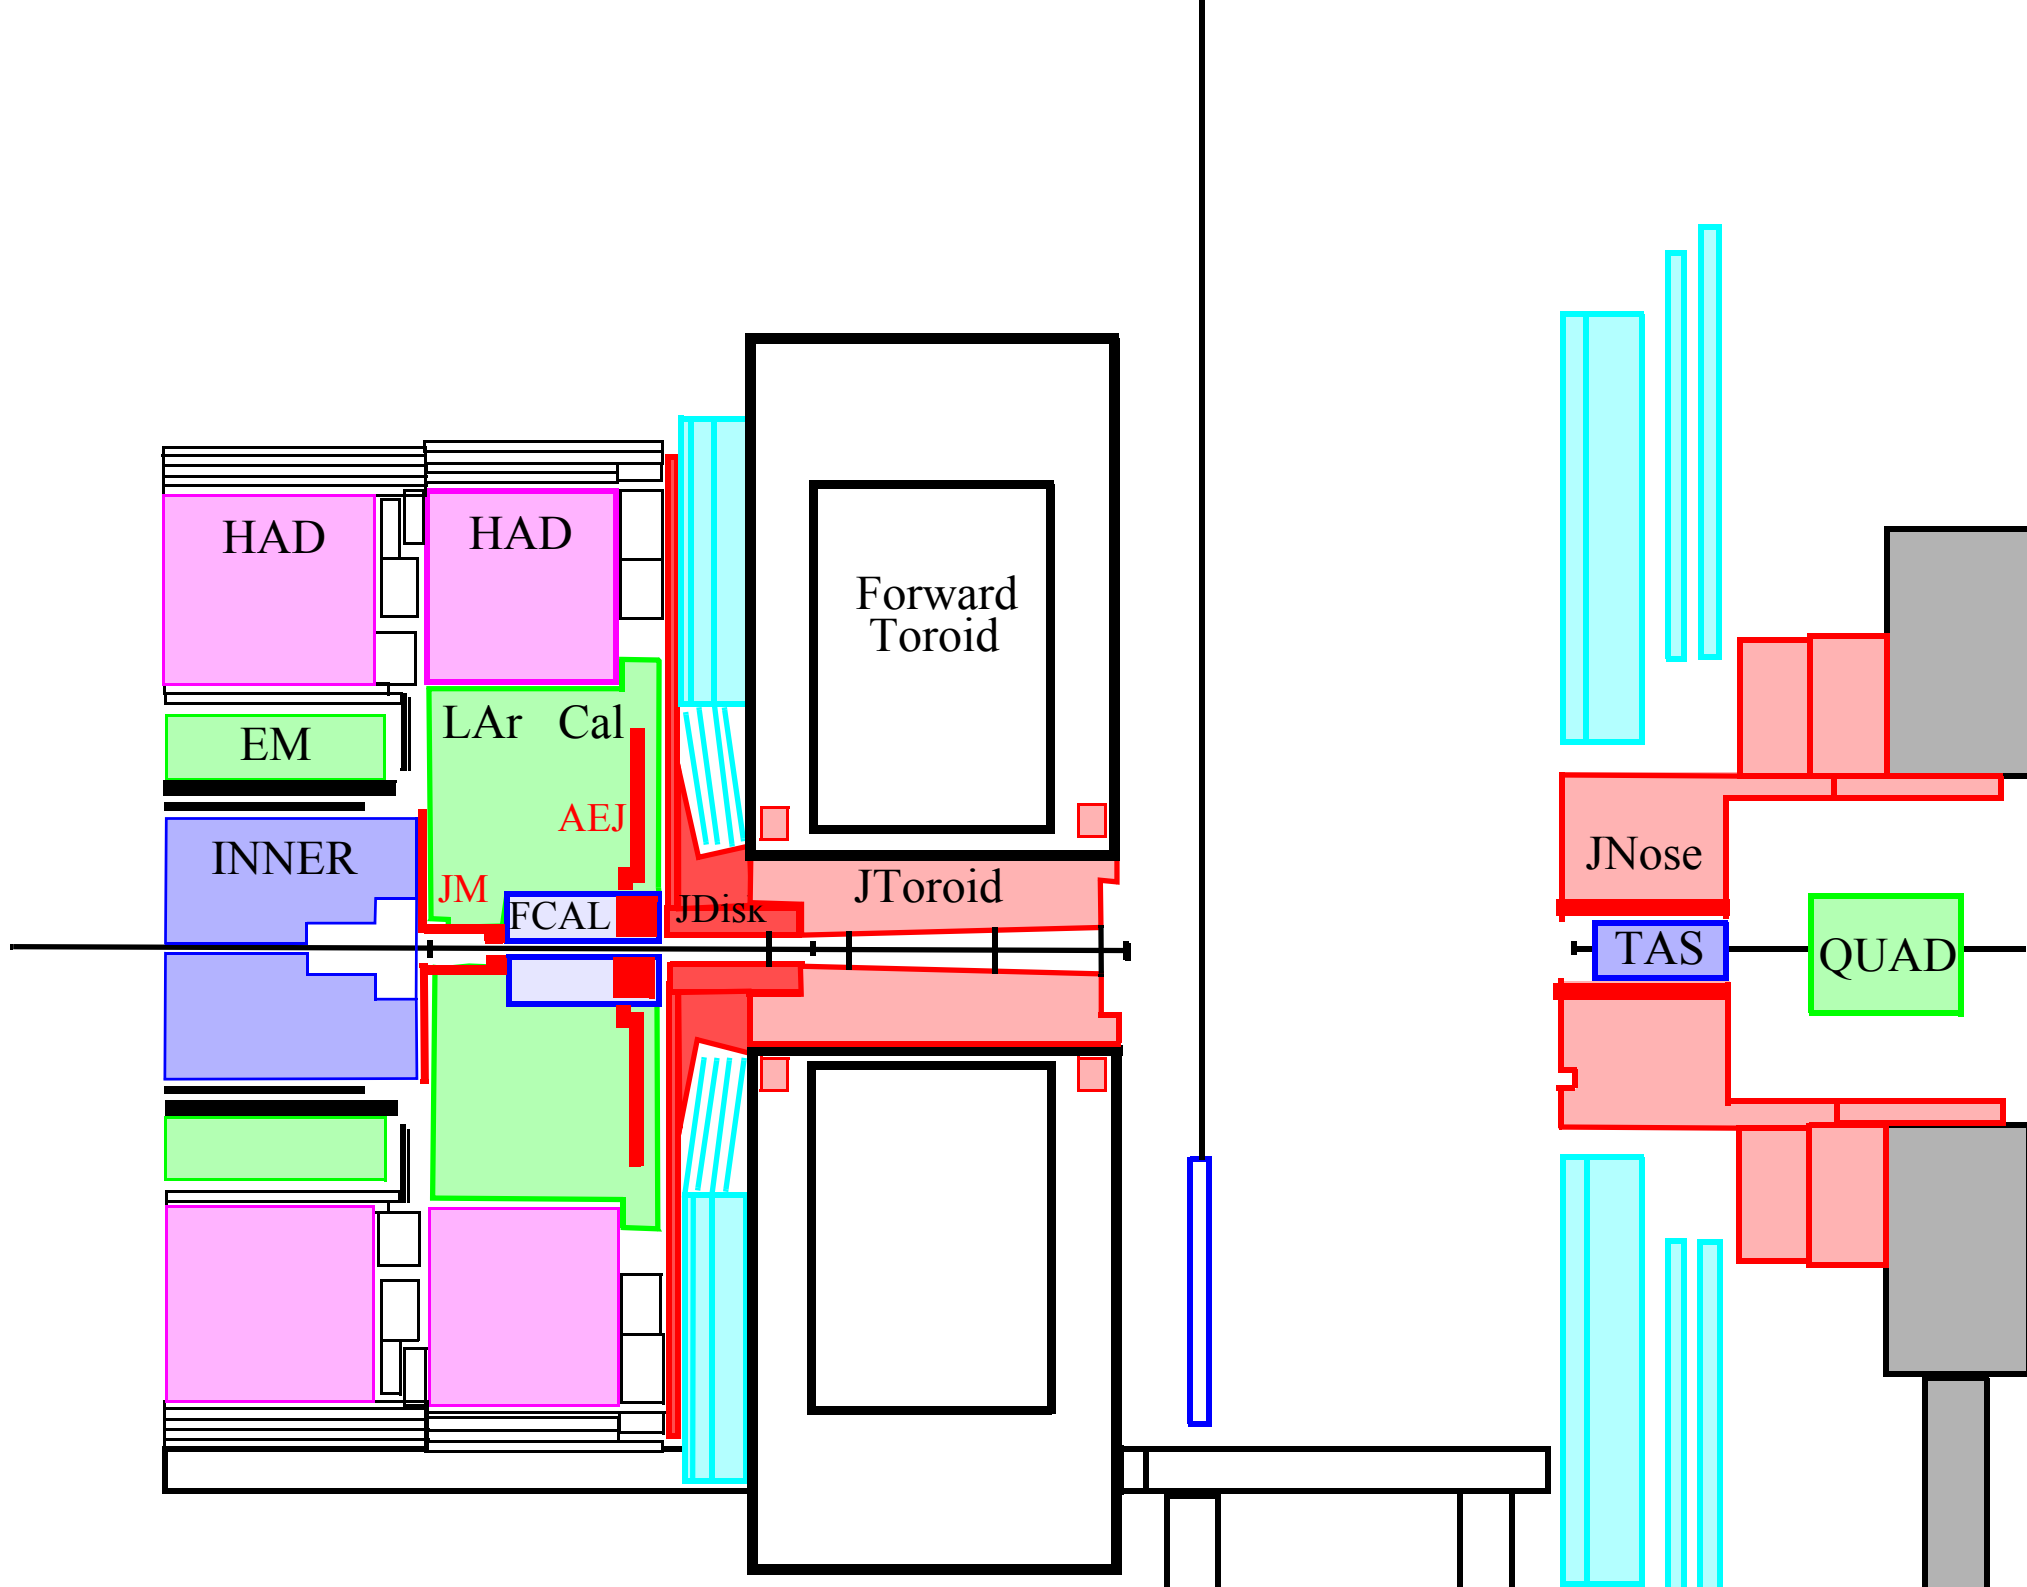 HAD
HAD
Forward
Toroid
LAr Cal
EM
AEJ
INNER
JM
FCAL
JDisk
JToroid
JNose
TAS
QUAD